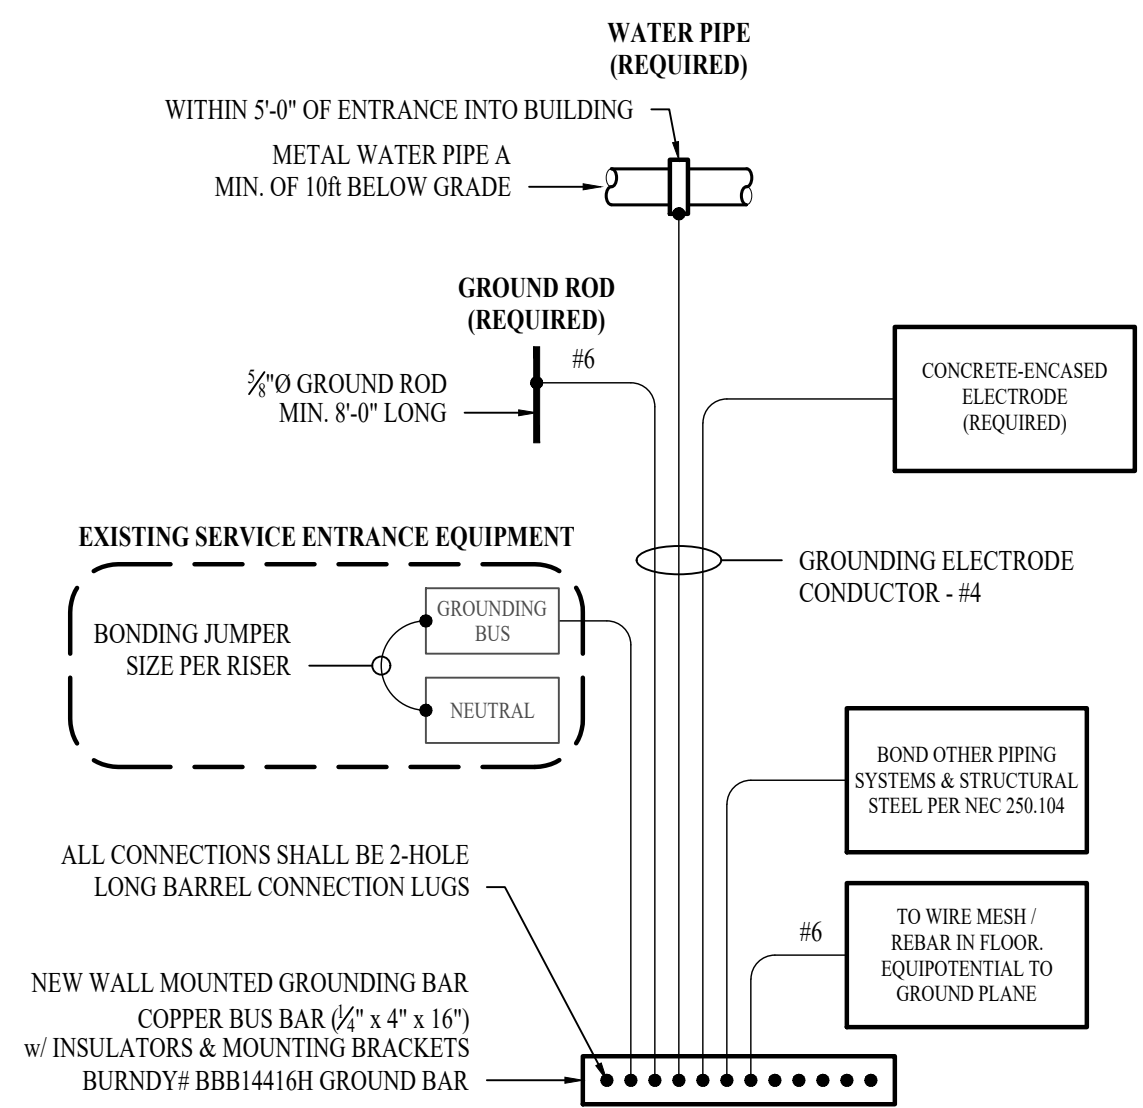 WATER PIPE
(REQUIRED)
WITHIN 5'-0" OF ENTRANCE INTO BUILDING
METAL WATER PIPE A
MIN. OF 10ft BELOW GRADE
GROUND ROD
(REQUIRED)
#6
5/8"Ø GROUND ROD
MIN. 8'-0" LONG
CONCRETE-ENCASED
ELECTRODE
(REQUIRED)
EXISTING SERVICE ENTRANCE EQUIPMENT
GROUNDING ELECTRODE
CONDUCTOR - #4
GROUNDING
BUS
BONDING JUMPER
SIZE PER RISER
NEUTRAL
BOND OTHER PIPING
SYSTEMS & STRUCTURAL
STEEL PER NEC 250.104
ALL CONNECTIONS SHALL BE 2-HOLE
LONG BARREL CONNECTION LUGS
#6
TO WIRE MESH /
REBAR IN FLOOR.
EQUIPOTENTIAL TO
GROUND PLANE
NEW WALL MOUNTED GROUNDING BAR
COPPER BUS BAR (1/4" x 4" x 16")
w/ INSULATORS & MOUNTING BRACKETS
BURNDY# BBB14416H GROUND BAR